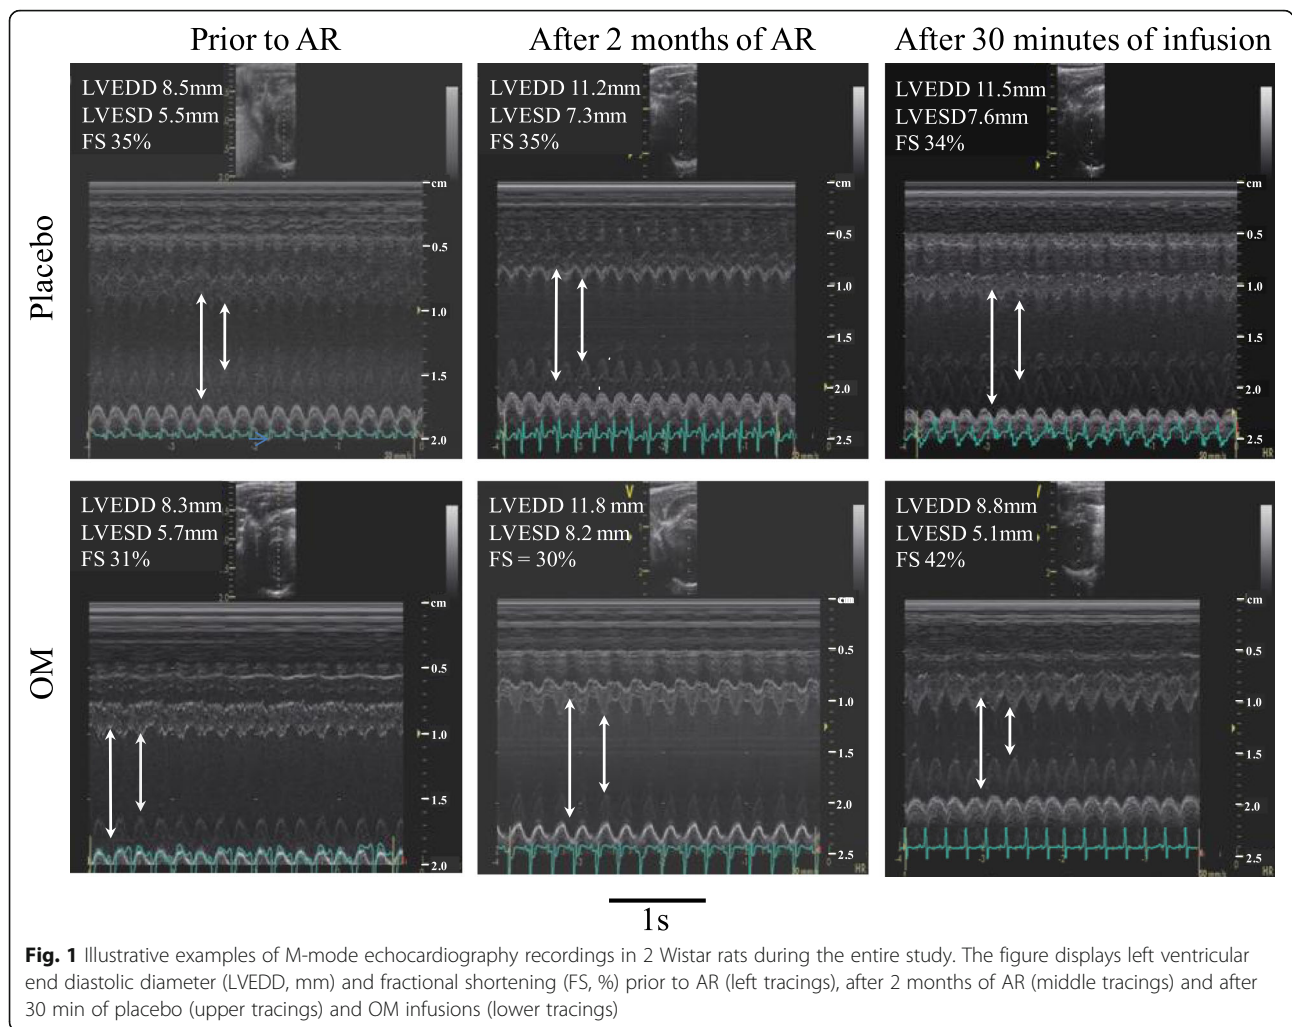 Prior to AR
After 2 months of AR
After 30 minutes of infusion
Placebo
LVEDD 8.5mm
LVESD 5.5mm
FS 35%
cm
0.5
1.0
1.5
2.0
LVEDD 11.2mm
LVESD 7.3mm
FS 35%
cm
0.5
1.0
1.5
2.0
2.5
LVEDD 11.5mm
LVESD7.6mm
FS 34%
cm
0.5
1.0
1.5
2.0
2.5
HR
OM
LVEDD 8.3mm
LVESD 5.7mm
FS 31%
cm
0.5
1.0
1.5
2.0
V
LVEDD 11.8 mm
LVESD 8.2 mm
FS = 30%
cm
0.5
1.0
1.5
2.0
2.5
HR
LVEDD 8.8mm
LVESD 5.1mm
FS 42%
cm
0.5
1.0
1.5
2.0
2.5
1s
Fig. 1 Illustrative examples of M-mode echocardiography recordings in 2 Wistar rats during the entire study. The figure displays left ventricular
end diastolic diameter (LVEDD, mm) and fractional shortening (FS, %) prior to AR (left tracings), after 2 months of AR (middle tracings) and after
30 min of placebo (upper tracings) and OM infusions (lower tracings)